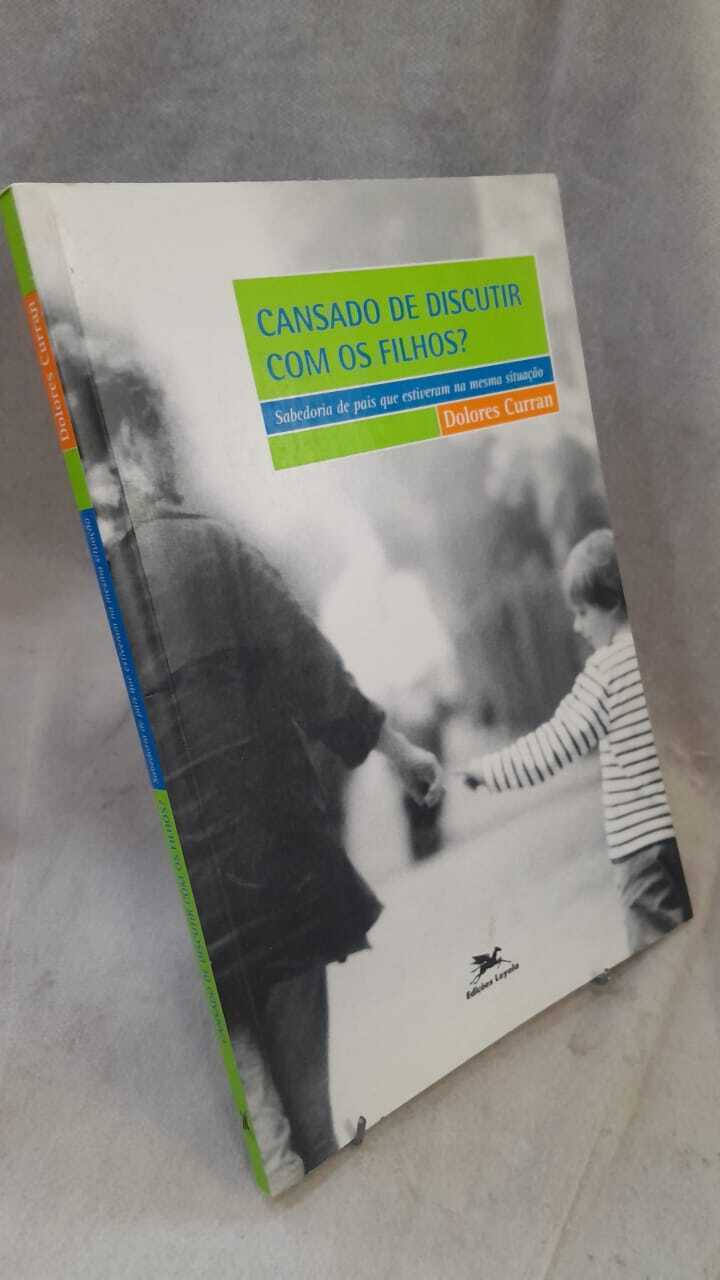 CANSADO DE DISCUTIR
COM OS FILHOS?
Sabedoria de pais que estiveram na mesma situação
Dolores Curran
Edições Loyola
Dolores Curran
Sabedoria de pais que estiveram na mesma situação
CANSADO DE DISCUTIR COM OS FILHOS?